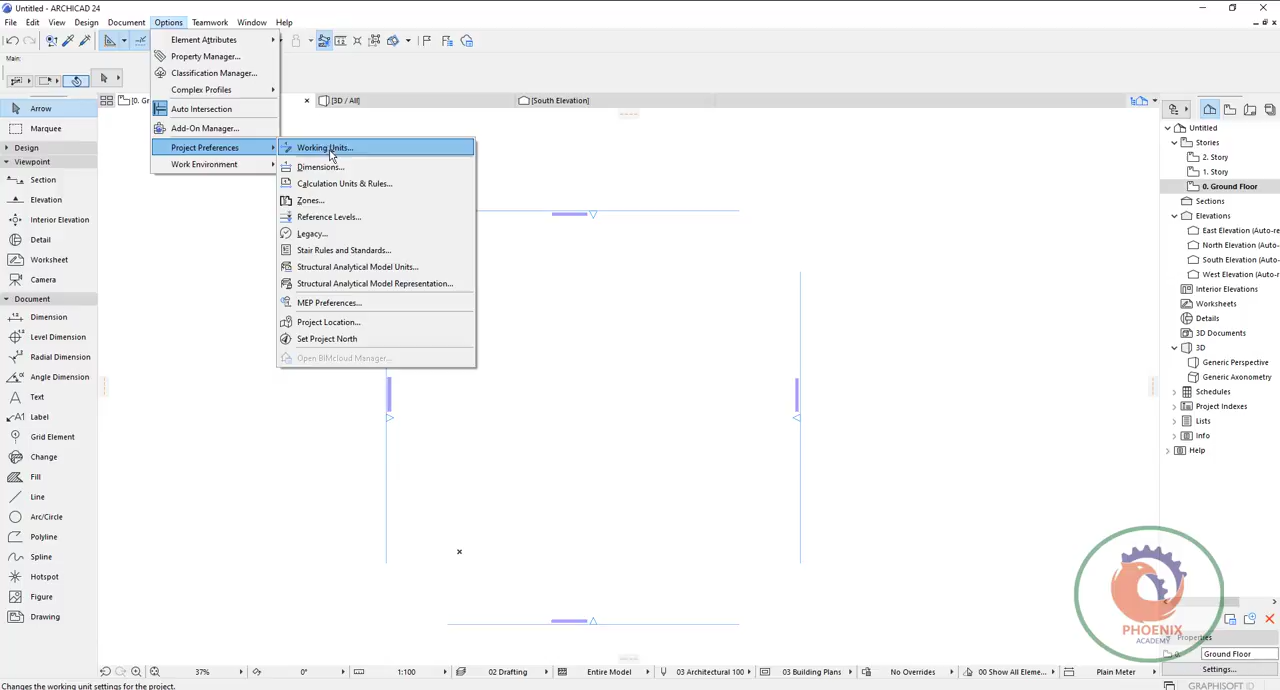 Untitled - ARCHICAD 24
File Edit View Design Document Options Teamwork Window Help
Main:
[0. Gr
[3D / All]
[South Elevation]
Arrow
Marquee
Design
Viewpoint
Section
Elevation
Interior Elevation
Detail
Worksheet
Camera
Document
Dimension
Level Dimension
Radial Dimension
Angle Dimension
Text
Label
Grid Element
Change
Fill
Line
Arc/Circle
Polyline
Spline
Hotspot
Figure
Drawing
Element Attributes
Property Manager...
Classification Manager...
Complex Profiles
Auto Intersection
Add-On Manager...
Project Preferences
Work Environment
Working Units...
Dimensions...
Calculation Units & Rules...
Zones...
Reference Levels...
Legacy...
Stair Rules and Standards...
Structural Analytical Model Units...
Structural Analytical Model Representation...
MEP Preferences...
Project Location...
Set Project North
Open BIMcloud Manager...
Untitled
Stories
2. Story
1. Story
0. Ground Floor
Sections
Elevations
East Elevation (Auto-re
North Elevation (Auto-
South Elevation (Auto-
West Elevation (Auto-r
Interior Elevations
Worksheets
Details
3D Documents
3D
Generic Perspective
Generic Axonometry
Schedules
Project Indexes
Lists
Info
Help
PHOENIX
ACADEMY
Properties
0.
Ground Floor
Settings...
37% 0° 1:100 02 Drafting Entire Model 03 Architectural 100 03 Building Plans No Overrides 00 Show All Eleme... Plain Meter
Changes the working unit settings for the project.
GRAPHISOFT ID